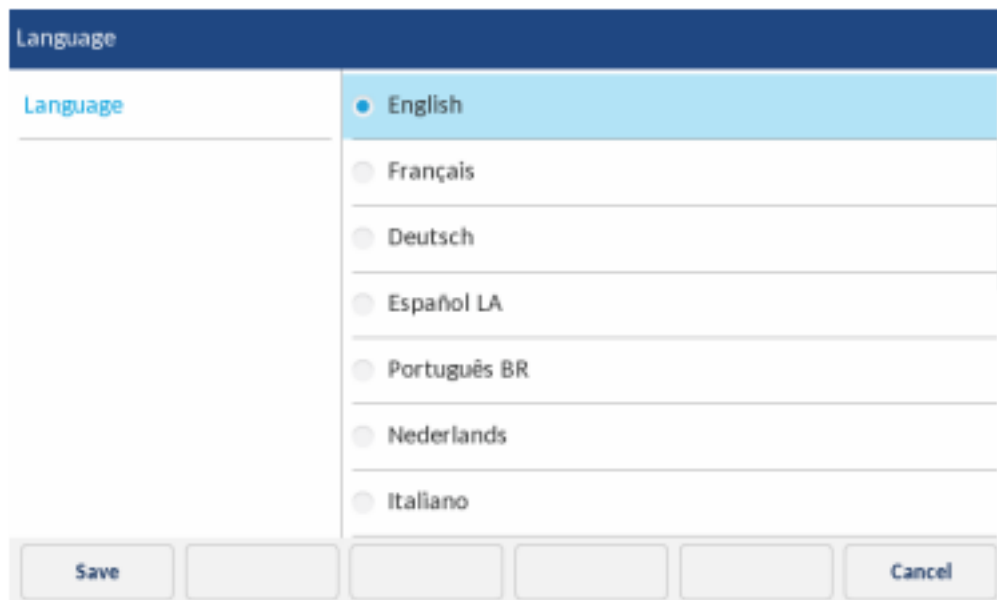 Language
Language
English
Français
Deutsch
Español LA
Português BR
Nederlands
Italiano
Save Cancel